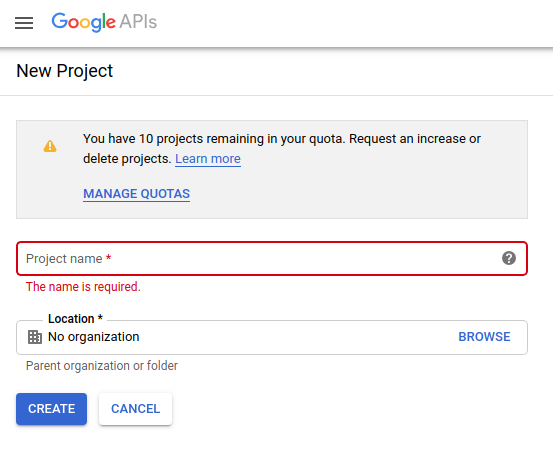 Google APIs
New Project
You have 10 projects remaining in your quota. Request an increase or
delete projects. Learn more
MANAGE QUOTAS
Project name *
The name is required.
Location *
No organization BROWSE
Parent organization or folder
CREATE CANCEL